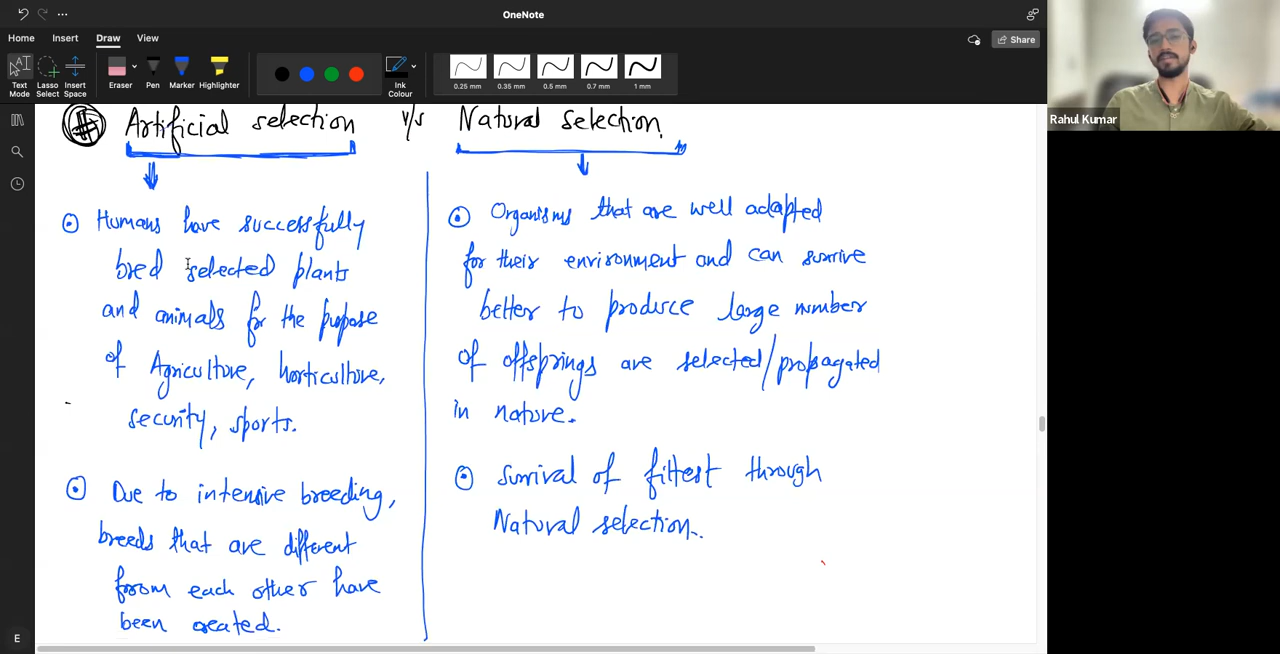 OneNote
Home Insert Draw View
Share
Text Mode
Lasso Select
Insert Space
Eraser
Pen
Marker
Highlighter
Ink Colour
0.25 mm
0.35 mm
0.5 mm
0.7 mm
1 mm
Rahul Kumar
# Artificial selection v/s Natural selection.
Humans have successfully
bred selected plants
and animals for the propose
of Agriculture, horticulture,
security, sports.
Due to intensive breeding,
breeds that are different
from each other have
been created.
Organisms that are well adapted
for their environment and can survive
better to produce large number
of offsprings are selected/propagated
in nature.
Survival of fittest through
Natural selection.
E